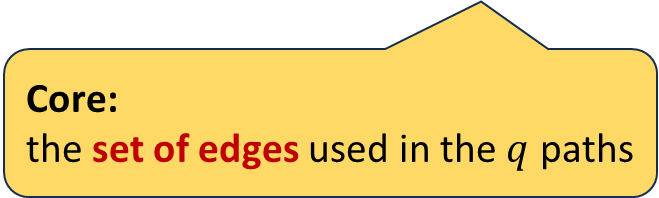 Core:
the set of edges used in the q paths